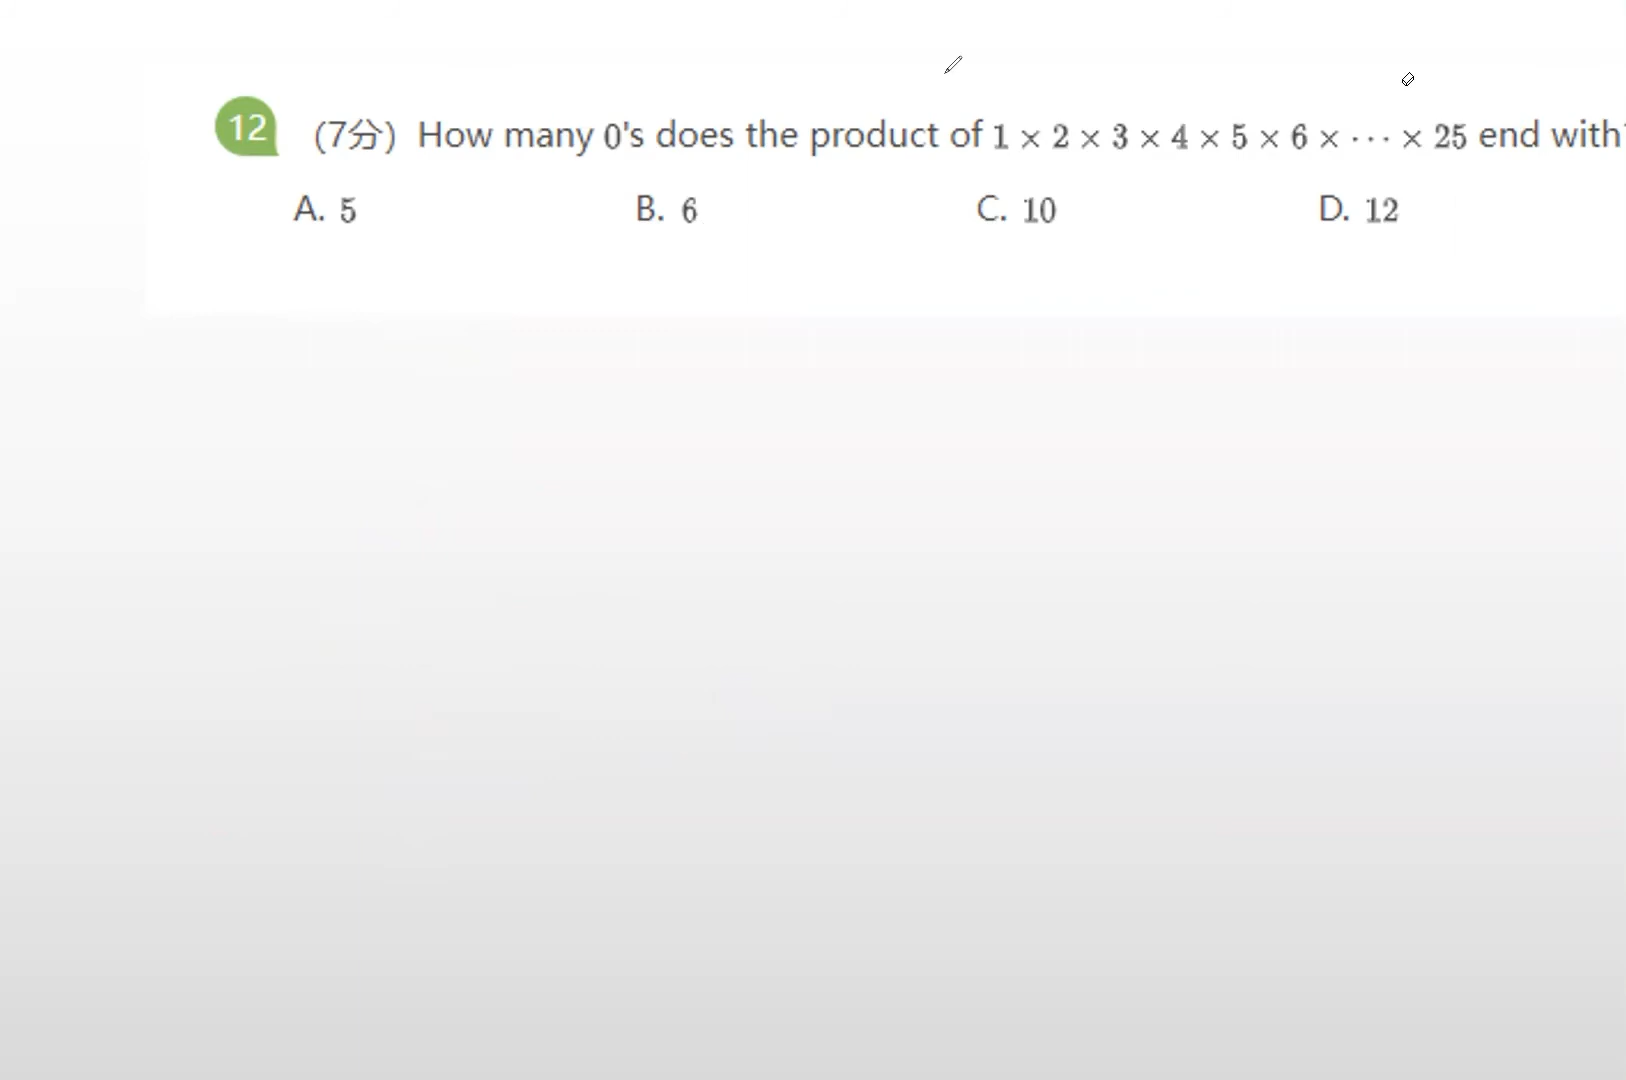 12 (7分) How many 0's does the product of 1 × 2 × 3 × 4 × 5 × 6 × ⋯ × 25 end with
A. 5 B. 6 C. 10 D. 12